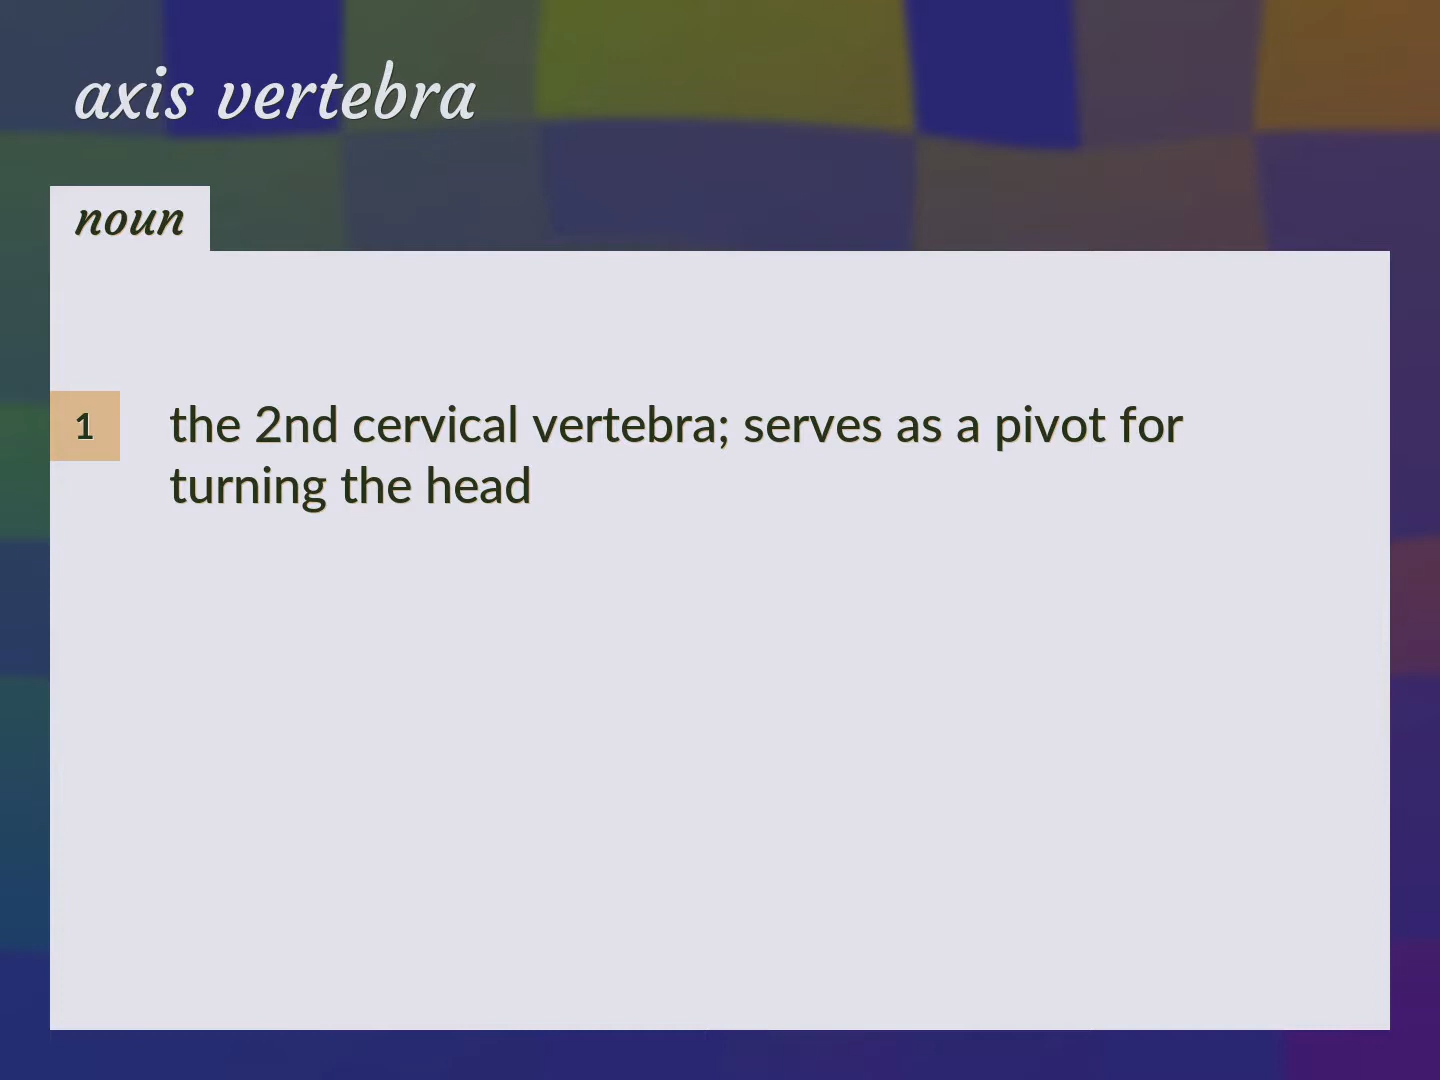 axis vertebra
noun
1
the 2nd cervical vertebra; serves as a pivot for
turning the head